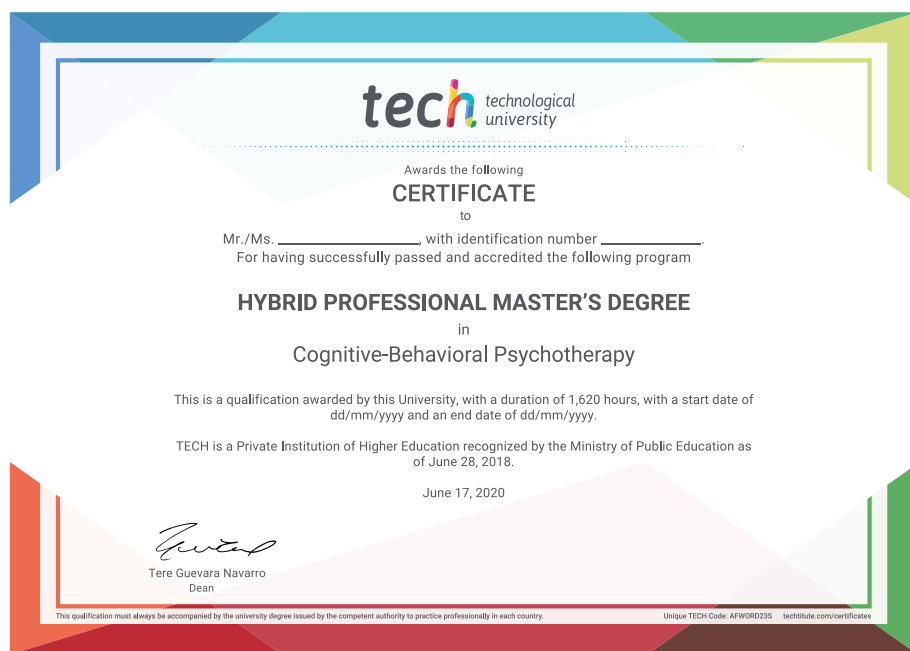 tech technological
university
Awards the following
CERTIFICATE
to
Mr./Ms. ________________, with identification number ____________.
For having successfully passed and accredited the following program
HYBRID PROFESSIONAL MASTER'S DEGREE
in
Cognitive-Behavioral Psychotherapy
This is a qualification awarded by this University, with a duration of 1,620 hours, with a start date of
dd/mm/yyyy and an end date of dd/mm/yyyy.
TECH is a Private Institution of Higher Education recognized by the Ministry of Public Education as
of June 28, 2018.
June 17, 2020
Tere Guevara Navarro
Dean
This qualification must always be accompanied by the university degree issued by the competent authority to practice professionally in each country.
Unique TECH Code: AFWORD23S techtitute.com/certificates